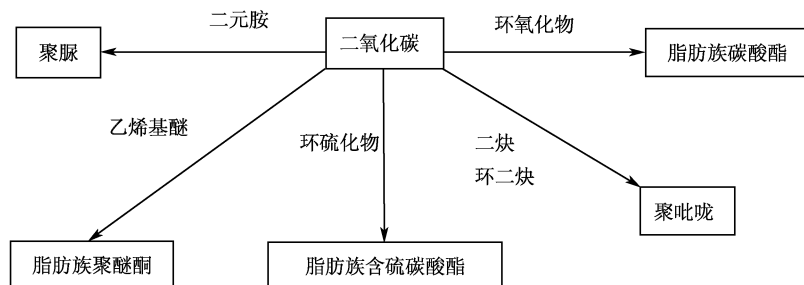 二元胺
二氧化碳
环氧化物
聚脲
脂肪族碳酸酯
乙烯基醚
环硫化物
二炔
环二炔
聚吡咙
脂肪族聚醚酮
脂肪族含硫碳酸酯